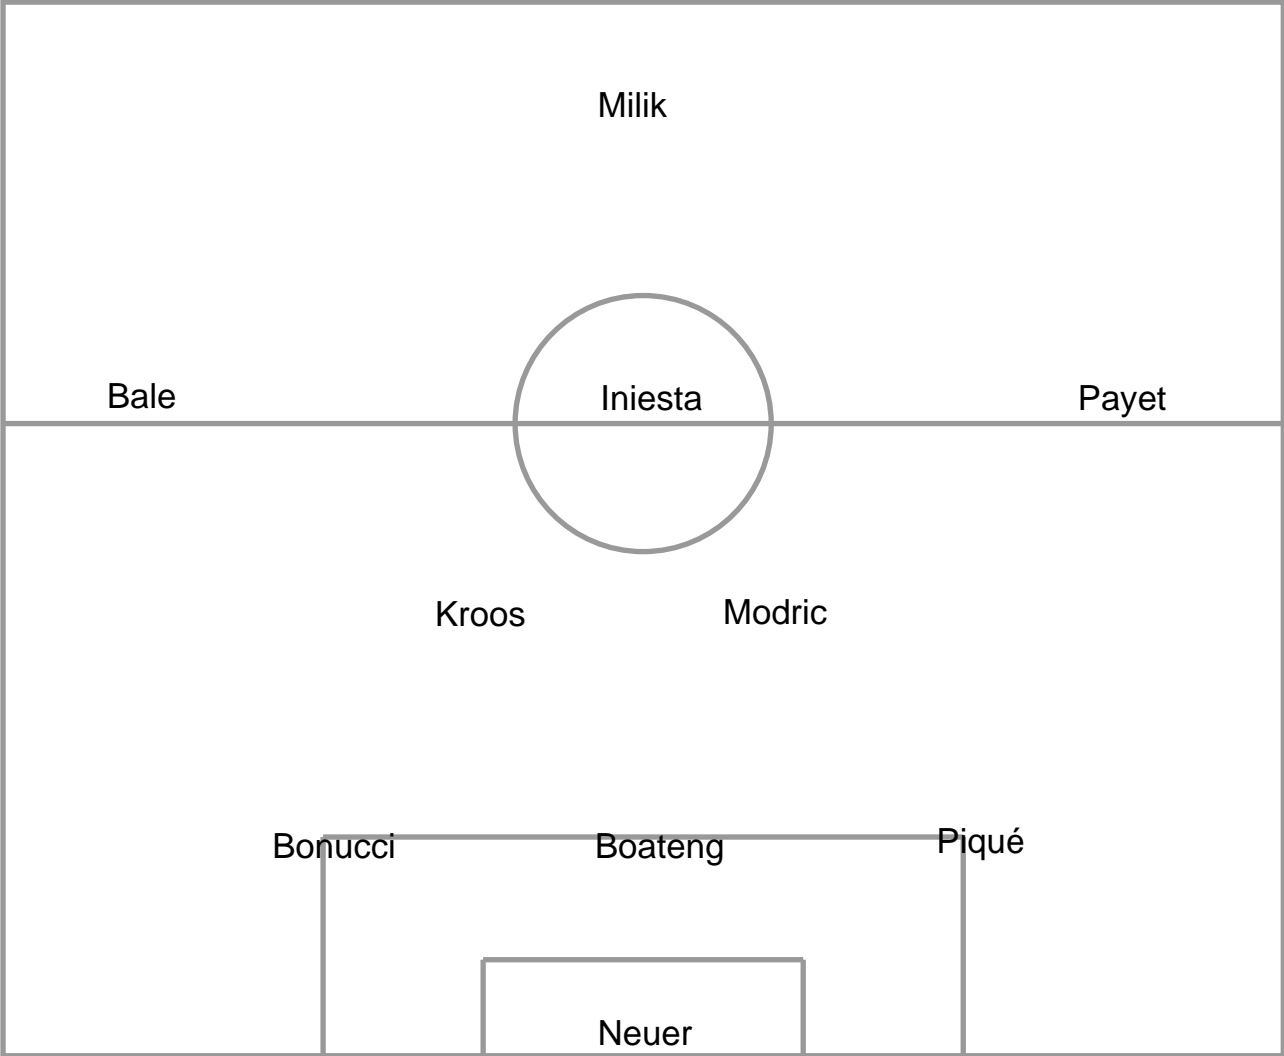 Milik
Bale Iniesta Payet
Kroos Modric
Bonucci Boateng Piqué
Neuer